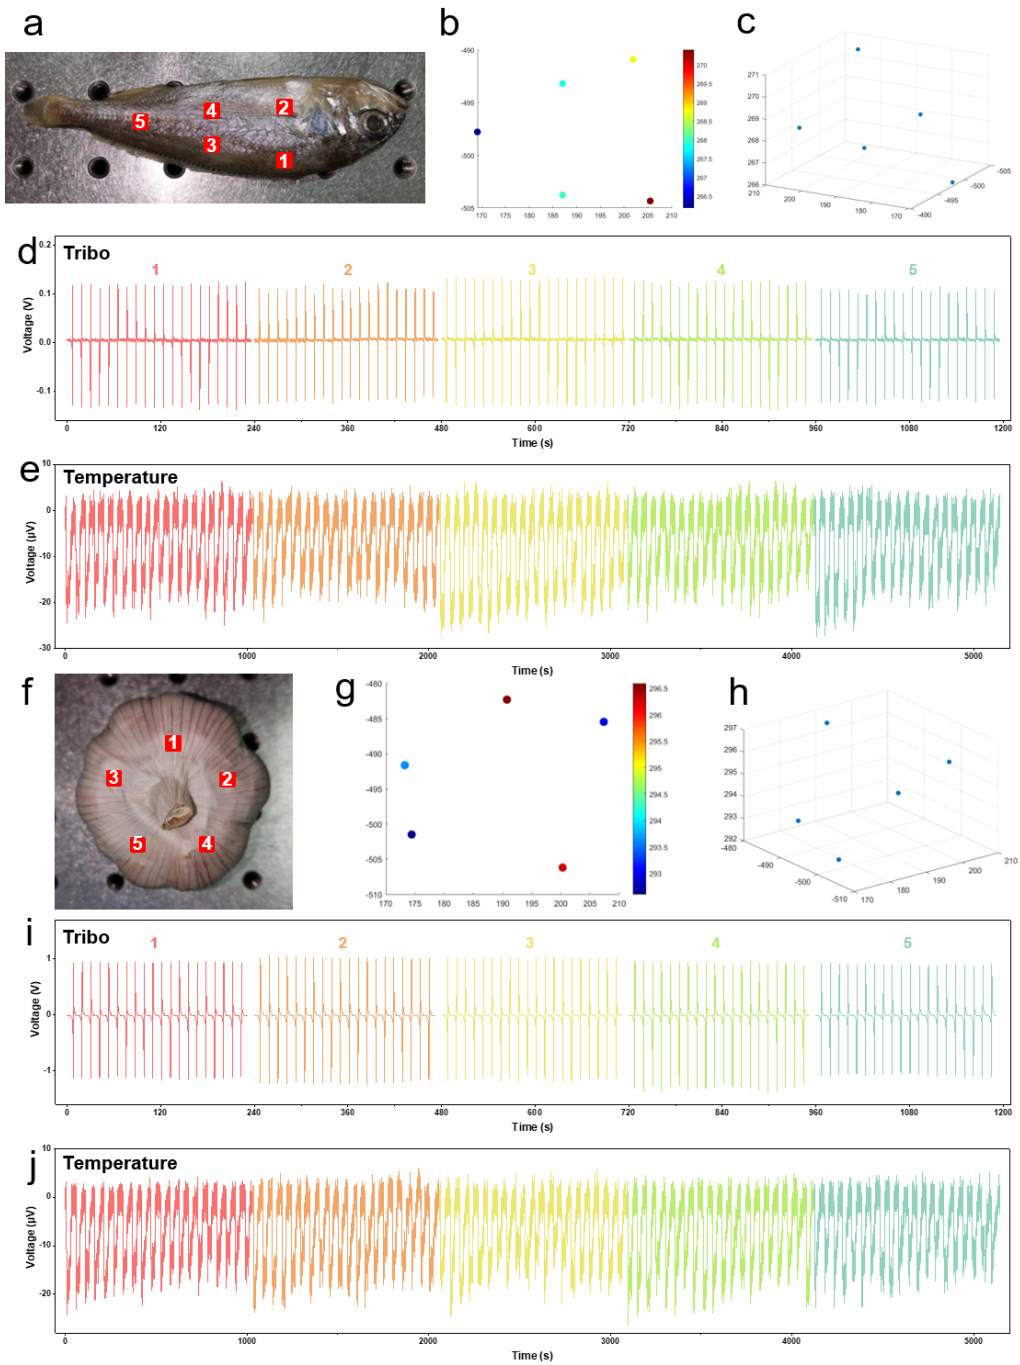 a
5
4
2
3
1
b
-490
-495
-500
-505
170 175 180 185 190 195 200 205 210
270
269.5
269
268.5
268
267.5
267
266.5
c
271
270
269
268
267
266
210
200
190
180
170
-490
-495
-500
-505
d
Tribo
1 2 3 4 5
Voltage (V)
0.2
0.1
0.0
-0.1
0 120 240 360 480 600 720 840 960 1080 1200
Time (s)
e
Temperature
Voltage (µV)
10
0
-10
-20
-30
0 1000 2000 3000 4000 5000
Time (s)
f
1
3
2
5
4
g
-480
-485
-490
-495
-500
-505
-510
170 175 180 185 190 195 200 205 210
296.5
296
295.5
295
294.5
294
293.5
293
h
297
296
295
294
293
292
-480
-490
-500
-510
170
180
190
200
210
i
Tribo
1 2 3 4 5
Voltage (V)
1
0
-1
0 120 240 360 480 600 720 840 960 1080 1200
Time (s)
j
Temperature
Voltage (µV)
10
0
-10
-20
0 1000 2000 3000 4000 5000
Time (s)